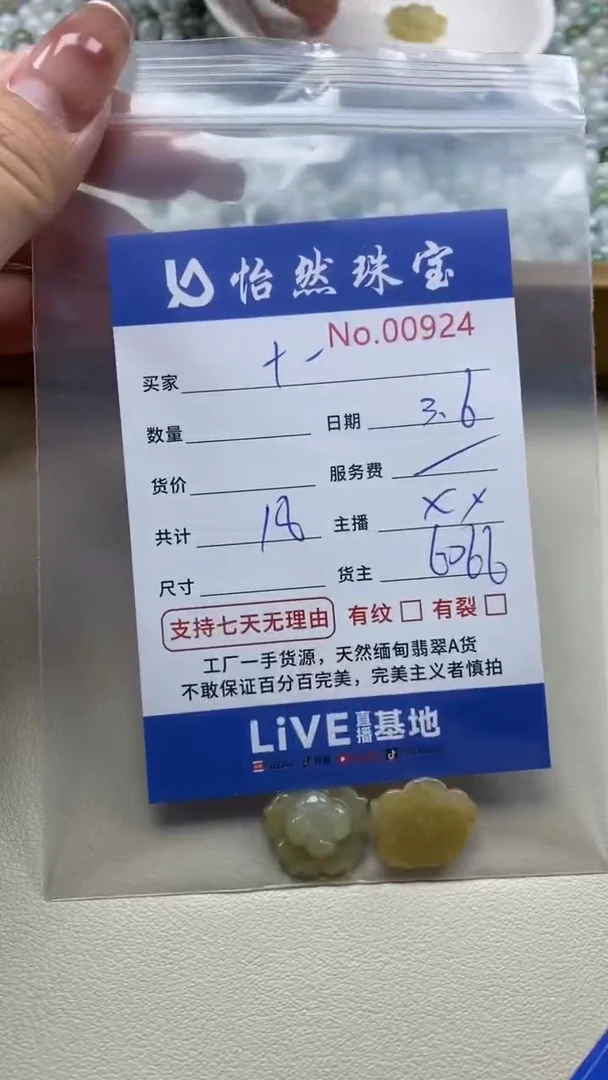 怡然珠宝
No.00924
买家 十一
数量 日期 3.6
货价 服务费
共计 18 主播 XX
尺寸 货主 6066
支持七天无理由 有纹 有裂
工厂一手货源，天然缅甸翡翠A货
不敢保证百分百完美，完美主义者慎拍
LiVE直播基地